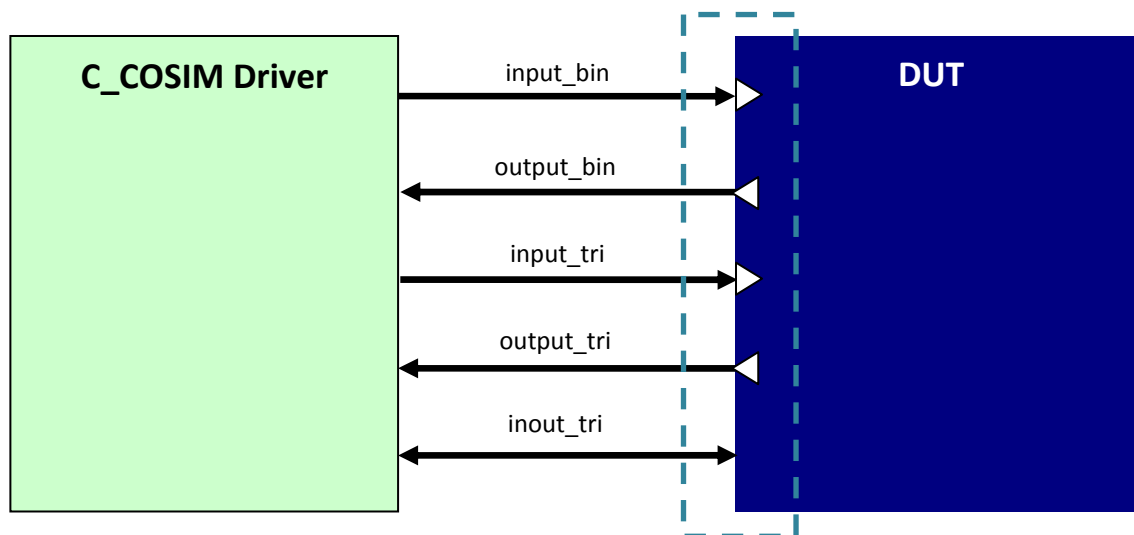 C_COSIM Driver
DUT
input_bin
output_bin
input_tri
output_tri
inout_tri